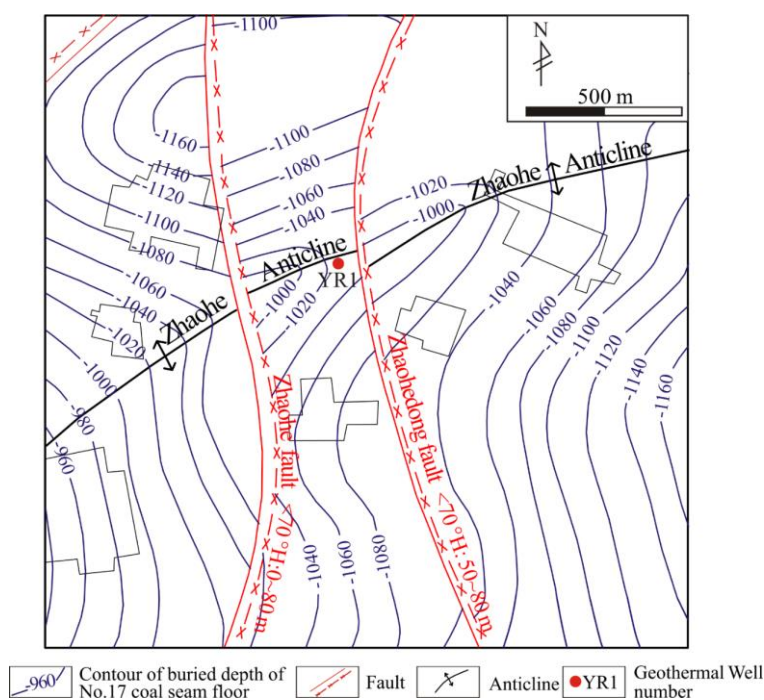 -1100
N
500 m
-1160
-1140
-1120
-1100
-1080
-1060
-1040
-1020
-1000
-980
-960
-1100
-1080
-1060
-1040
Zhaohe Anticline
-1020
-1000
Anticline
YR1
-1000
-1020
Zhaohe
-1040
-1060
-1080
-1100
-1120
-1140
-1160
Zhaohe fault <70°H:0~80m
Zhaohedong fault <70°H:50~80m
-1040
-1060
-1080
-960
Contour of buried depth of
No.17 coal seam floor
Fault
Anticline
YR1
Geothermal Well
number